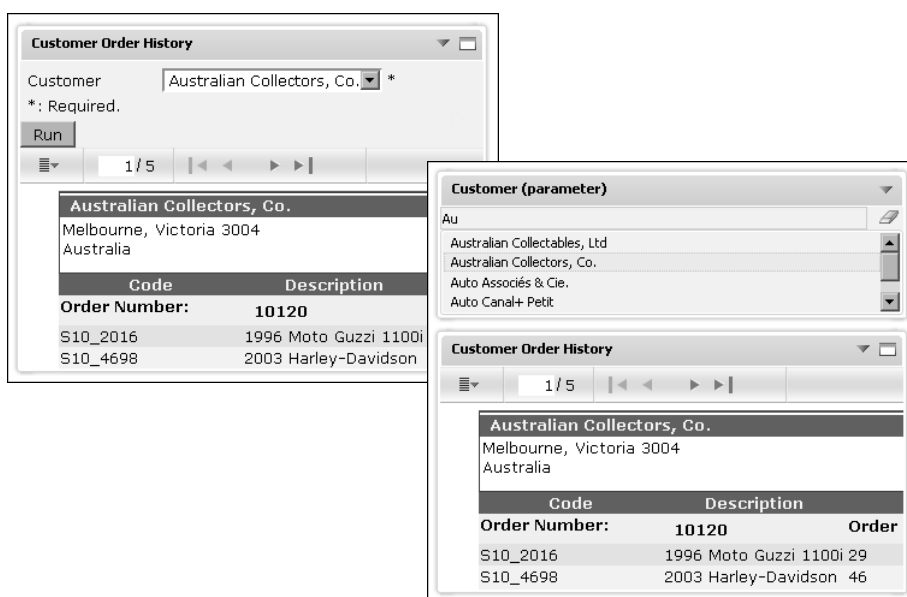 Customer Order History
Customer Australian Collectors, Co. *
*: Required.
Run
1 / 5
Australian Collectors, Co.
Melbourne, Victoria 3004
Australia
Code Description
Order Number: 10120
S10_2016 1996 Moto Guzzi 1100i
S10_4698 2003 Harley-Davidson
Customer (parameter)
Au
Australian Collectables, Ltd
Australian Collectors, Co.
Auto Associés & Cie.
Auto Canal+ Petit
Customer Order History
1 / 5
Australian Collectors, Co.
Melbourne, Victoria 3004
Australia
Code Description
Order Number: 10120 Order
S10_2016 1996 Moto Guzzi 1100i 29
S10_4698 2003 Harley-Davidson 46